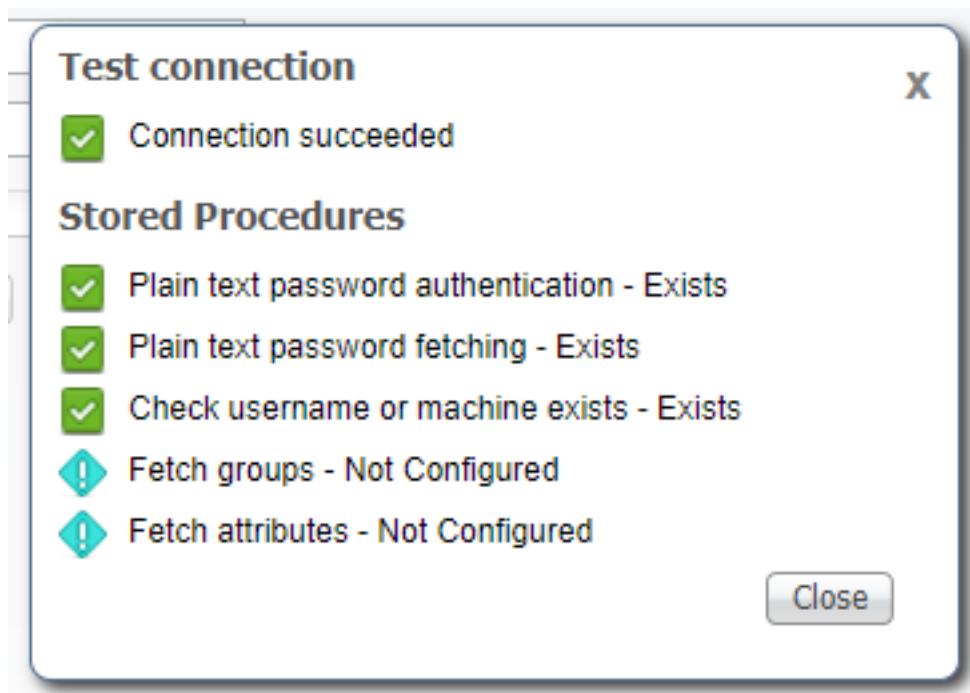 Test connection
X
Connection succeeded
Stored Procedures
Plain text password authentication - Exists
Plain text password fetching - Exists
Check username or machine exists - Exists
Fetch groups - Not Configured
Fetch attributes - Not Configured
Close